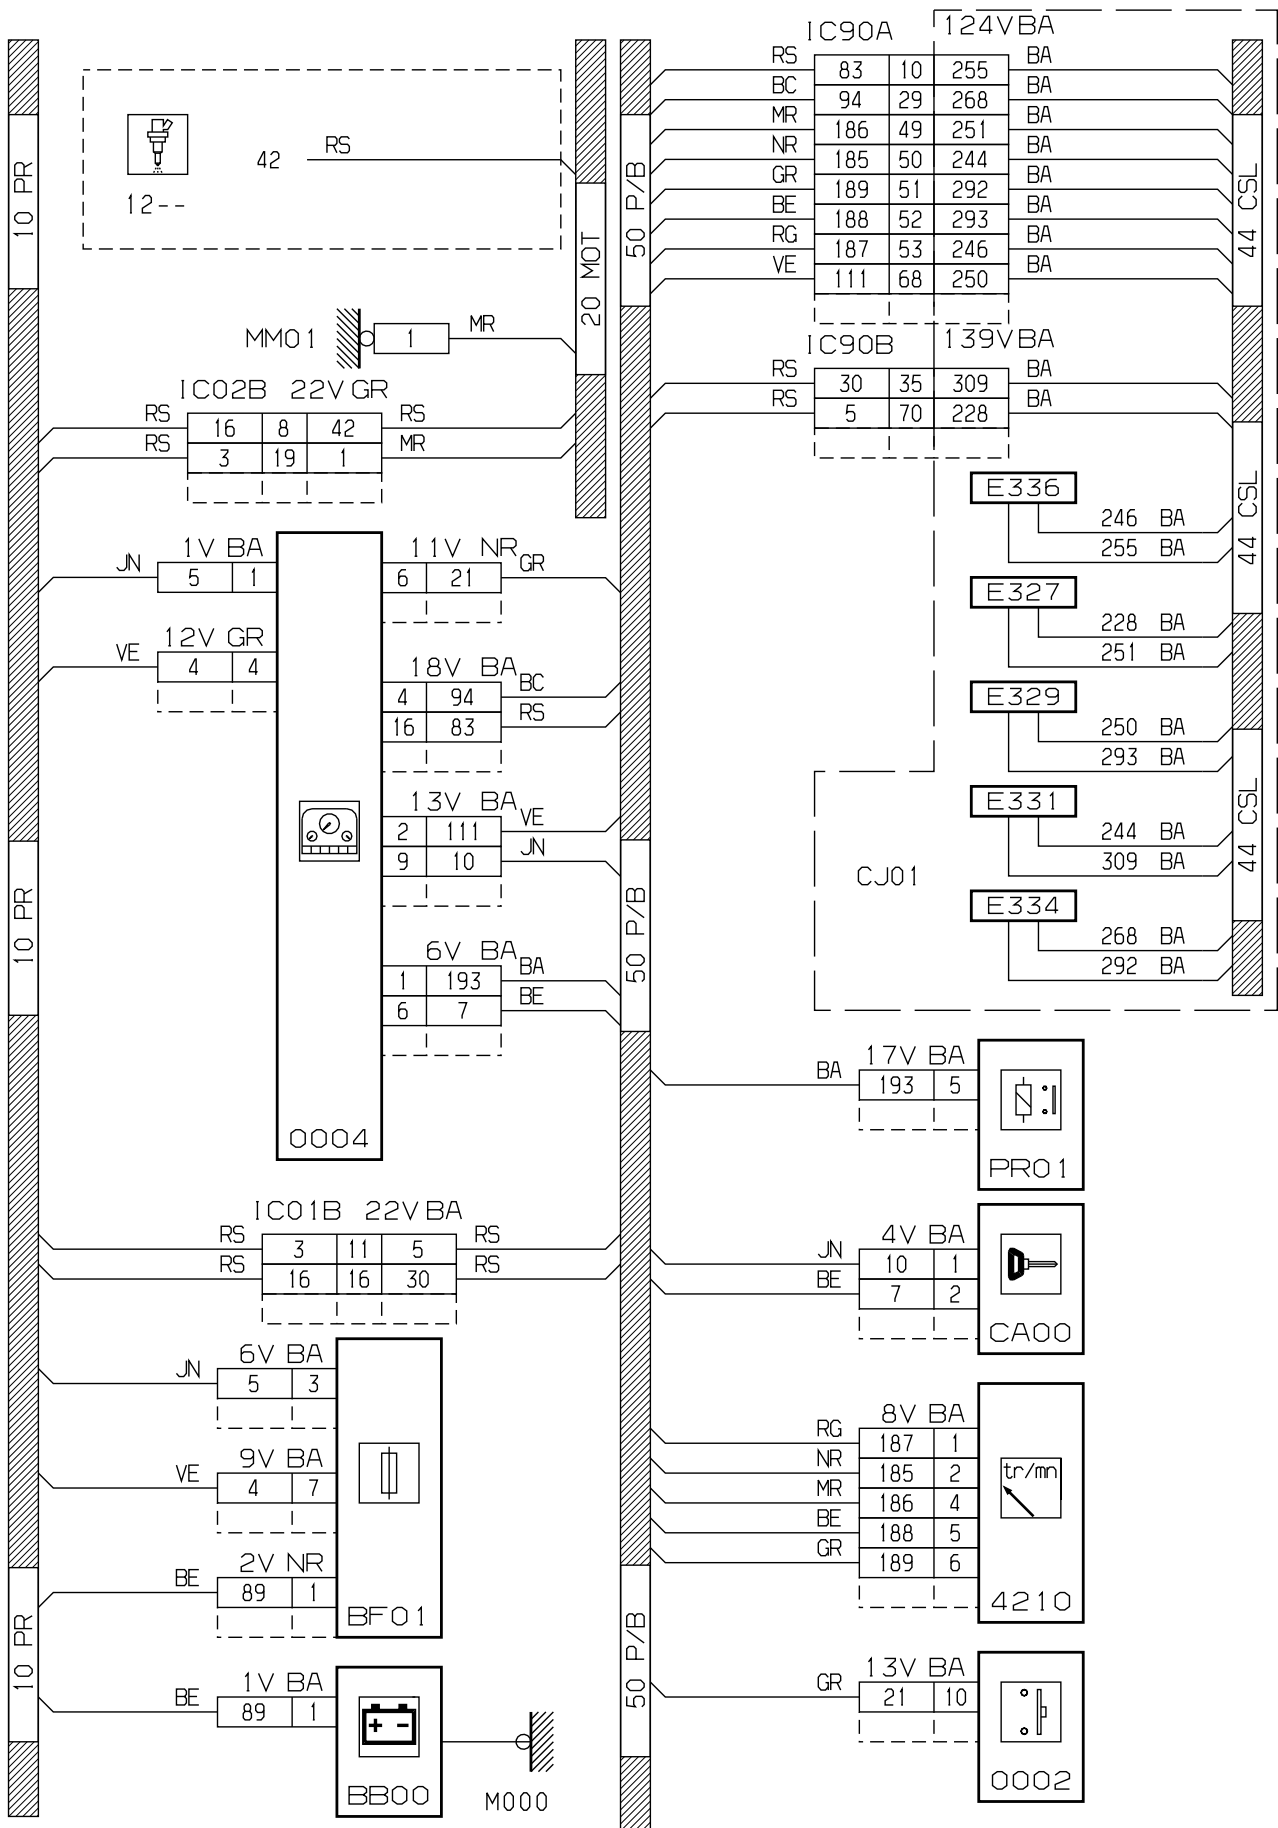 10 PR
12--
42 RS
MM01 1 MR
20 MOT
IC02B 22V GR
RS 16 8 42 RS
RS 3 19 1 MR
1V BA
JN 5 1
12V GR
VE 4 4
11V NR
6 21 GR
18V BA
4 94 BC
16 83 RS
13V BA
2 111 VE
9 10 JN
10 PR
6V BA
1 193 BA
6 7 BE
0004
IC01B 22V BA
RS 3 11 5 RS
RS 16 16 30 RS
6V BA
JN 5 3
9V BA
VE 4 7
2V NR
BE 89 1
BF01
10 PR
1V BA
BE 89 1
+ -
BB00
M000
50 P/B
IC90A 124V BA
RS 83 10 255 BA
BC 94 29 268 BA
MR 186 49 251 BA
NR 185 50 244 BA
GR 189 51 292 BA
BE 188 52 293 BA
RG 187 53 246 BA
VE 111 68 250 BA
44 CSL
IC90B 139V BA
RS 30 35 309 BA
RS 5 70 228 BA
E336
246 BA
255 BA
44 CSL
E327
228 BA
251 BA
E329
250 BA
293 BA
E331
244 BA
309 BA
44 CSL
CJ01
E334
268 BA
292 BA
50 P/B
17V BA
BA 193 5
PR01
4V BA
JN 10 1
BE 7 2
CA00
8V BA
RG 187 1
NR 185 2
MR 186 4
BE 188 5
GR 189 6
tr/mn
4210
50 P/B
13V BA
GR 21 10
0002